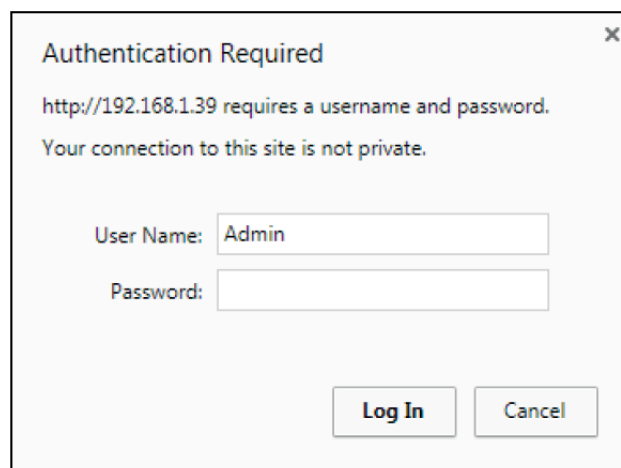 Authentication Required
http://192.168.1.39 requires a username and password.
Your connection to this site is not private.
User Name: Admin
Password:
Log In Cancel